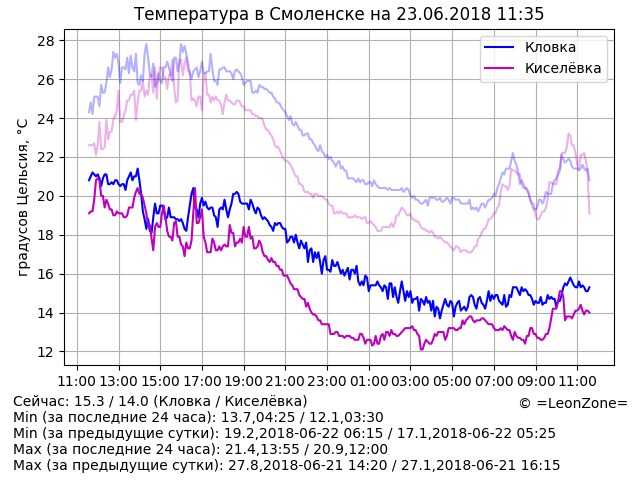 Температура в Смоленске на 23.06.2018 11:35
Кловка
Киселёвка
градусов Цельсия, °C
28
26
24
22
20
18
16
14
12
11:00 13:00 15:00 17:00 19:00 21:00 23:00 01:00 03:00 05:00 07:00 09:00 11:00
Сейчас: 15.3 / 14.0 (Кловка / Киселёвка)
© =LeonZone=
Min (за последние 24 часа): 13.7,04:25 / 12.1,03:30
Min (за предыдущие сутки): 19.2,2018-06-22 06:15 / 17.1,2018-06-22 05:25
Max (за последние 24 часа): 21.4,13:55 / 20.9,12:00
Max (за предыдущие сутки): 27.8,2018-06-21 14:20 / 27.1,2018-06-21 16:15